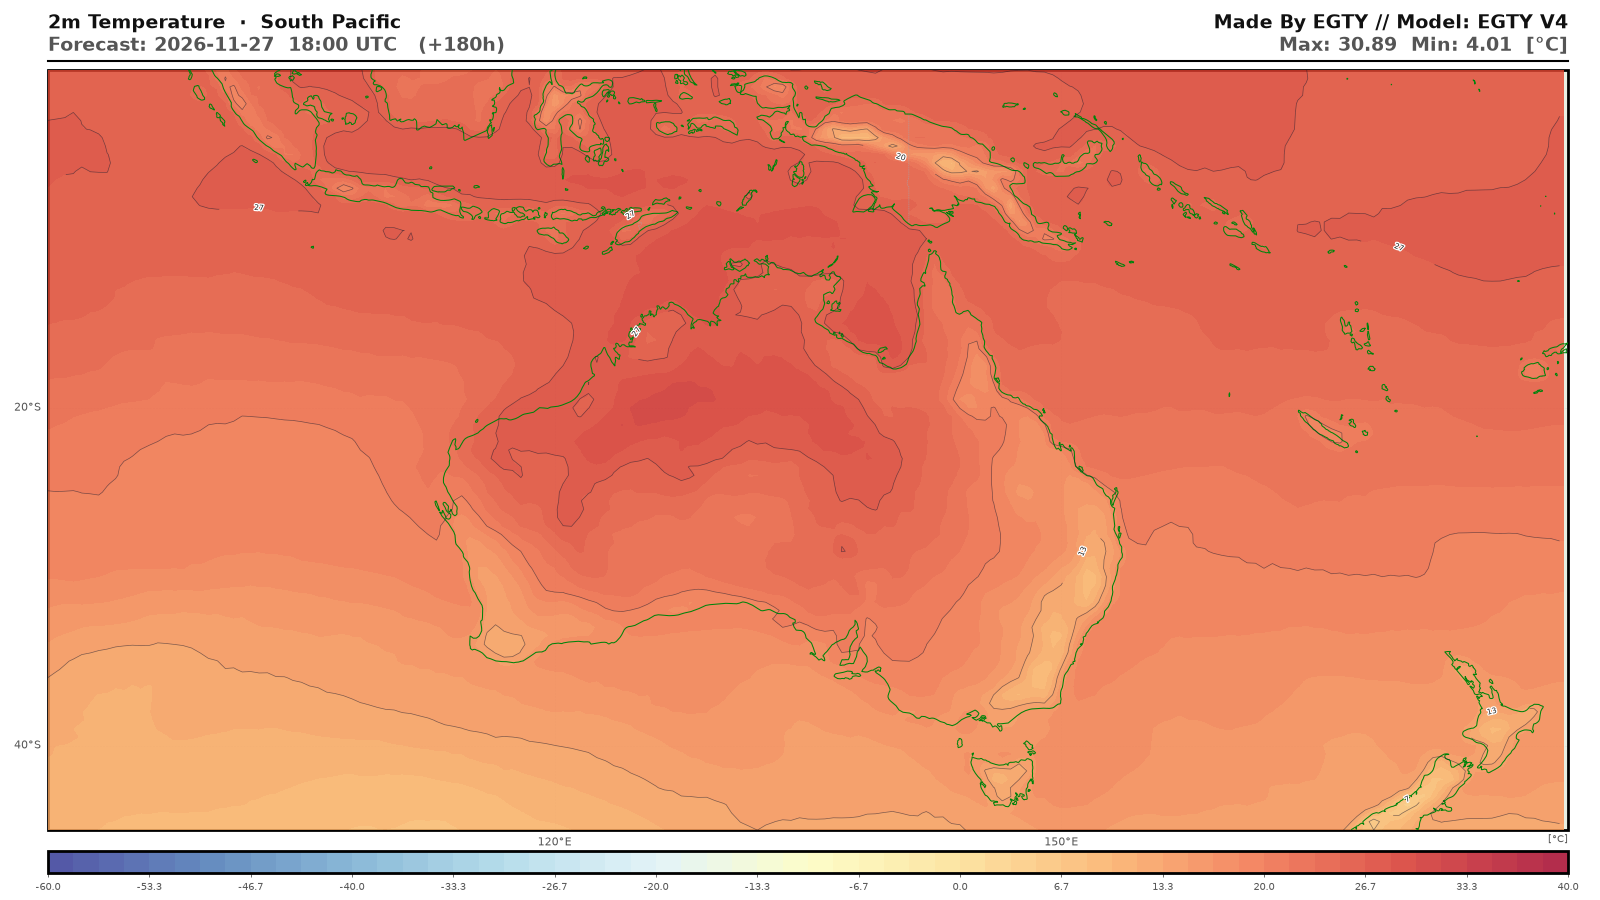 2m Temperature · South Pacific
Made By EGTY // Model: EGTY V4
Forecast: 2026-11-27 18:00 UTC (+180h)
Max: 30.89 Min: 4.01 [°C]
20
27
27
27
27
20°S
13
13
40°S
7
120°E
150°E
[°C]
-60.0 -53.3 -46.7 -40.0 -33.3 -26.7 -20.0 -13.3 -6.7 0.0 6.7 13.3 20.0 26.7 33.3 40.0